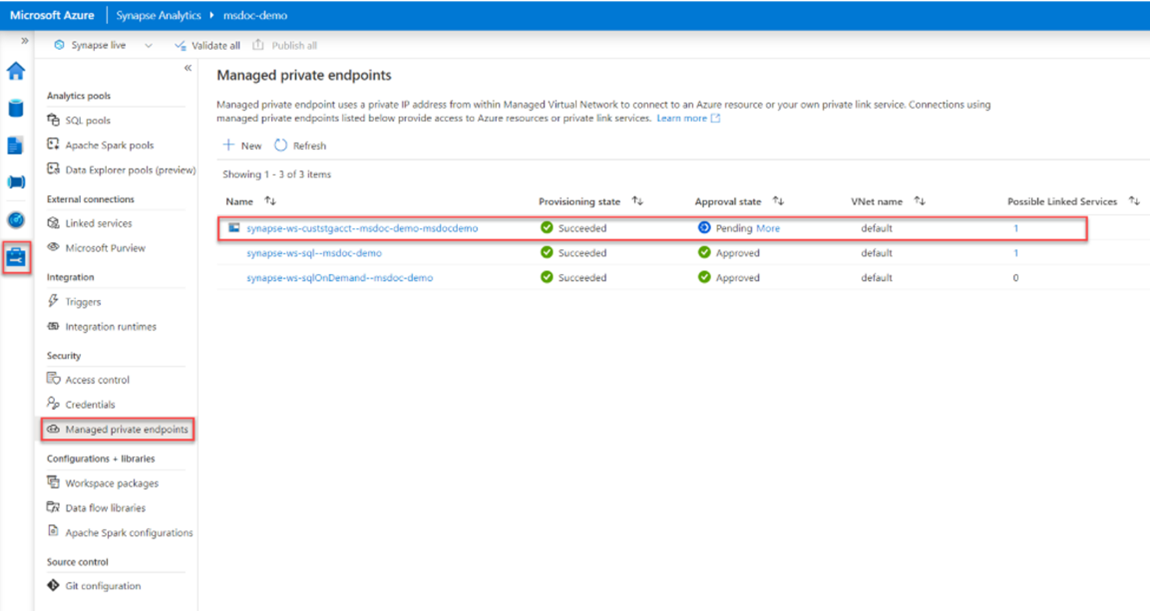 Microsoft Azure | Synapse Analytics ▸ msdoc-demo
» Synapse live Validate all Publish all
«
Analytics pools
SQL pools
Apache Spark pools
Data Explorer pools (preview)
External connections
Linked services
Microsoft Purview
Integration
Triggers
Integration runtimes
Security
Access control
Credentials
Managed private endpoints
Configurations + libraries
Workspace packages
Data flow libraries
Apache Spark configurations
Source control
Git configuration
Managed private endpoints
Managed private endpoint uses a private IP address from within Managed Virtual Network to connect to an Azure resource or your own private link service. Connections using
managed private endpoints listed below provide access to Azure resources or private link services. Learn more
New Refresh
Showing 1 - 3 of 3 items
Name Provisioning state Approval state VNet name Possible Linked Services
synapse-ws-custstgacct--msdoc-demo-msdocdemo Succeeded Pending More default 1
synapse-ws-sql--msdoc-demo Succeeded Approved default 1
synapse-ws-sqlOnDemand--msdoc-demo Succeeded Approved default 0